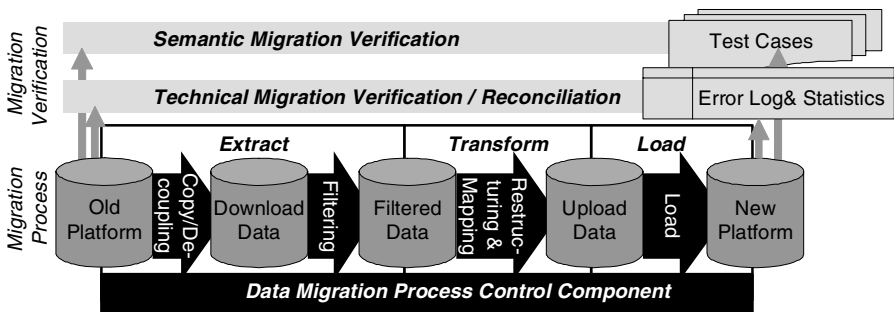 Migration
Verification
Semantic Migration Verification
Test Cases
Technical Migration Verification / Reconciliation
Error Log& Statistics
Extract
Transform
Load
Migration
Process
Old
Platform
Copy/De-
coupling
Download
Data
Filtering
Filtered
Data
Restruc-
turing &
Mapping
Upload
Data
Load
New
Platform
Data Migration Process Control Component